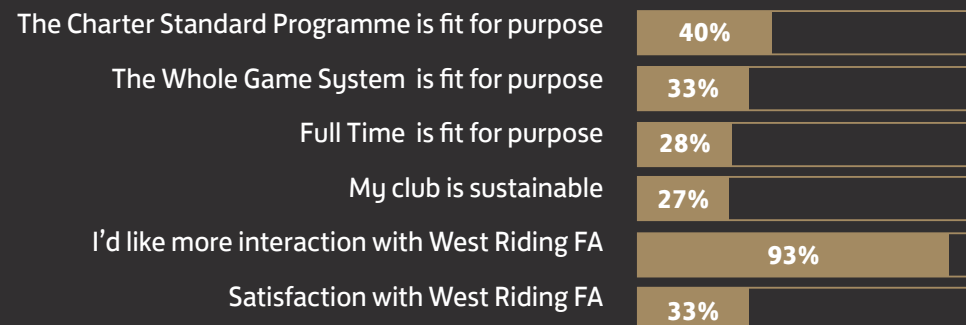 The Charter Standard Programme is fit for purpose 40%
The Whole Game System is fit for purpose 33%
Full Time is fit for purpose 28%
My club is sustainable 27%
I'd like more interaction with West Riding FA 93%
Satisfaction with West Riding FA 33%